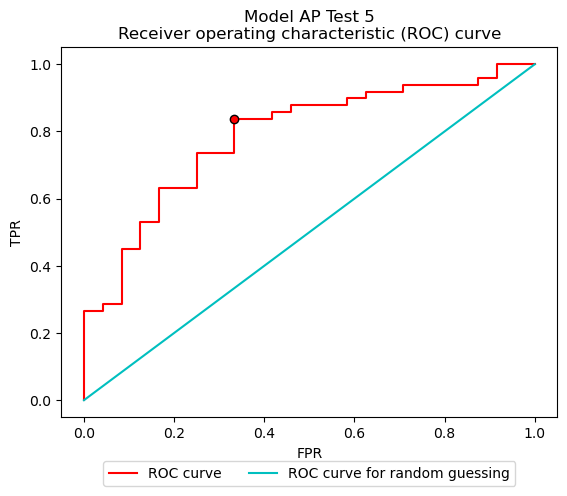 Model AP Test 5
Receiver operating characteristic (ROC) curve
1.0
0.8
0.6
0.4
0.2
0.0
TPR
0.0 0.2 0.4 0.6 0.8 1.0
FPR
ROC curve ROC curve for random guessing